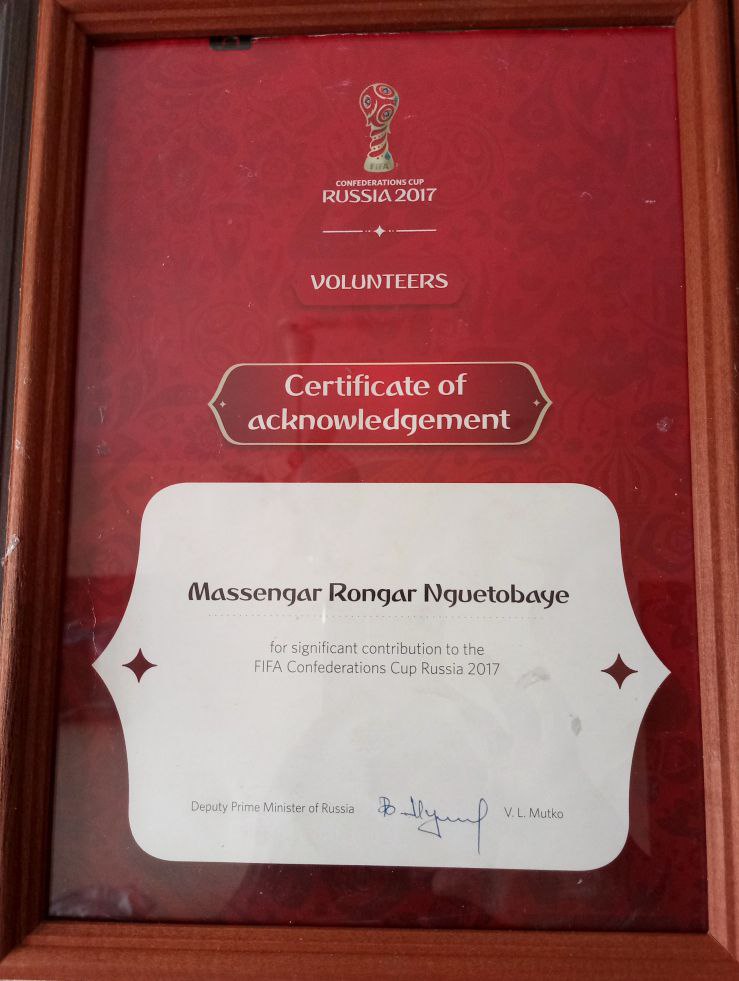 FIFA
CONFEDERATIONS CUP
RUSSIA 2017
VOLUNTEERS
Certificate of
acknowledgement
Massengar Rongar Nguetobaye
for significant contribution to the
FIFA Confederations Cup Russia 2017
Deputy Prime Minister of Russia
V. L. Mutko